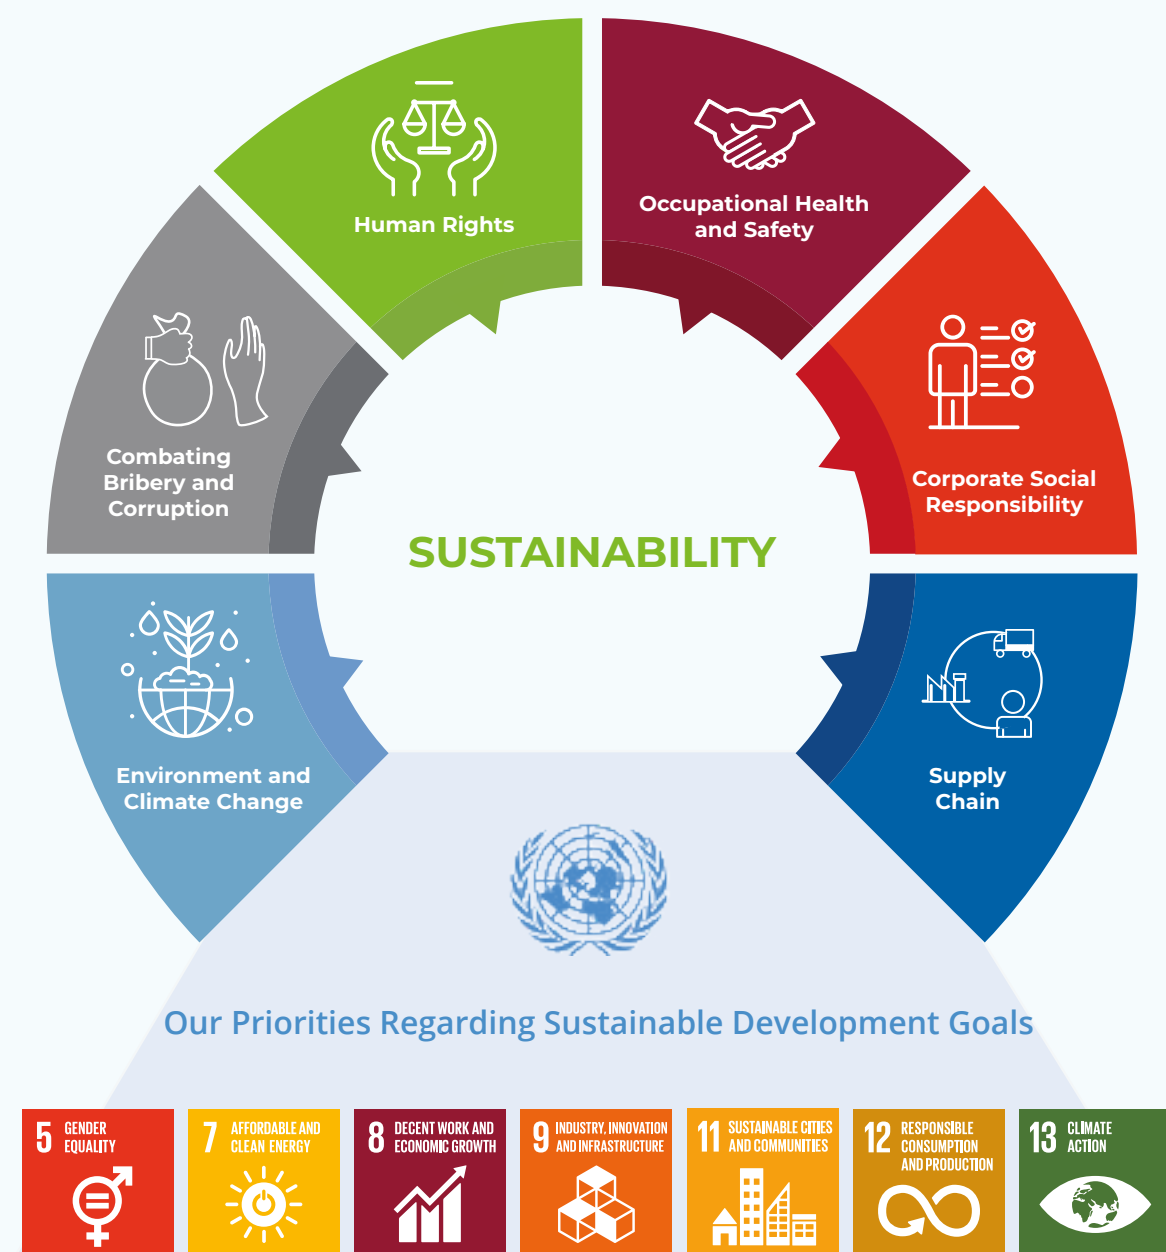 Human Rights
Occupational Health
and Safety
Combating
Bribery and
Corruption
Corporate Social
Responsibility
SUSTAINABILITY
Environment and
Climate Change
Supply
Chain
Our Priorities Regarding Sustainable Development Goals
5 GENDER
EQUALITY
7 AFFORDABLE AND
CLEAN ENERGY
8 DECENT WORK AND
ECONOMIC GROWTH
9 INDUSTRY, INNOVATION
AND INFRASTRUCTURE
11 SUSTAINABLE CITIES
AND COMMUNITIES
12 RESPONSIBLE
CONSUMPTION
AND PRODUCTION
13 CLIMATE
ACTION